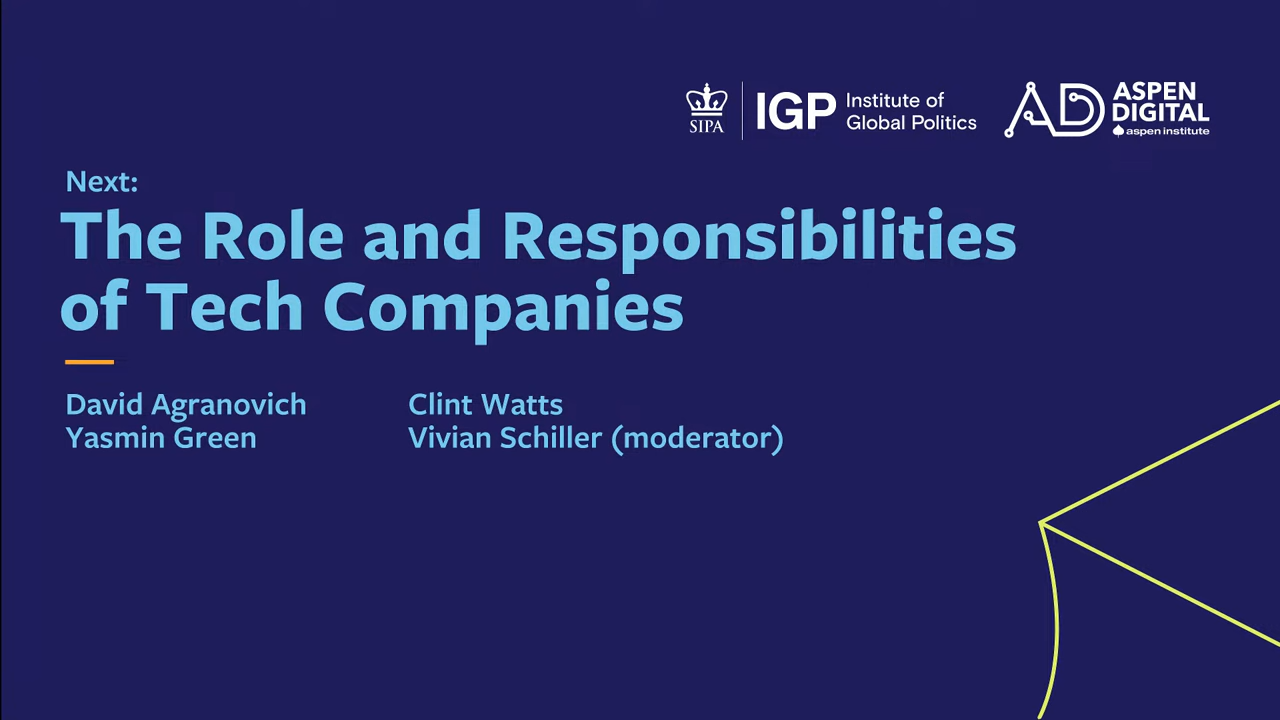 SIPA
IGP
Institute of
Global Politics
AD
ASPEN
DIGITAL
aspen institute
Next:
The Role and Responsibilities
of Tech Companies
David Agranovich
Yasmin Green
Clint Watts
Vivian Schiller (moderator)